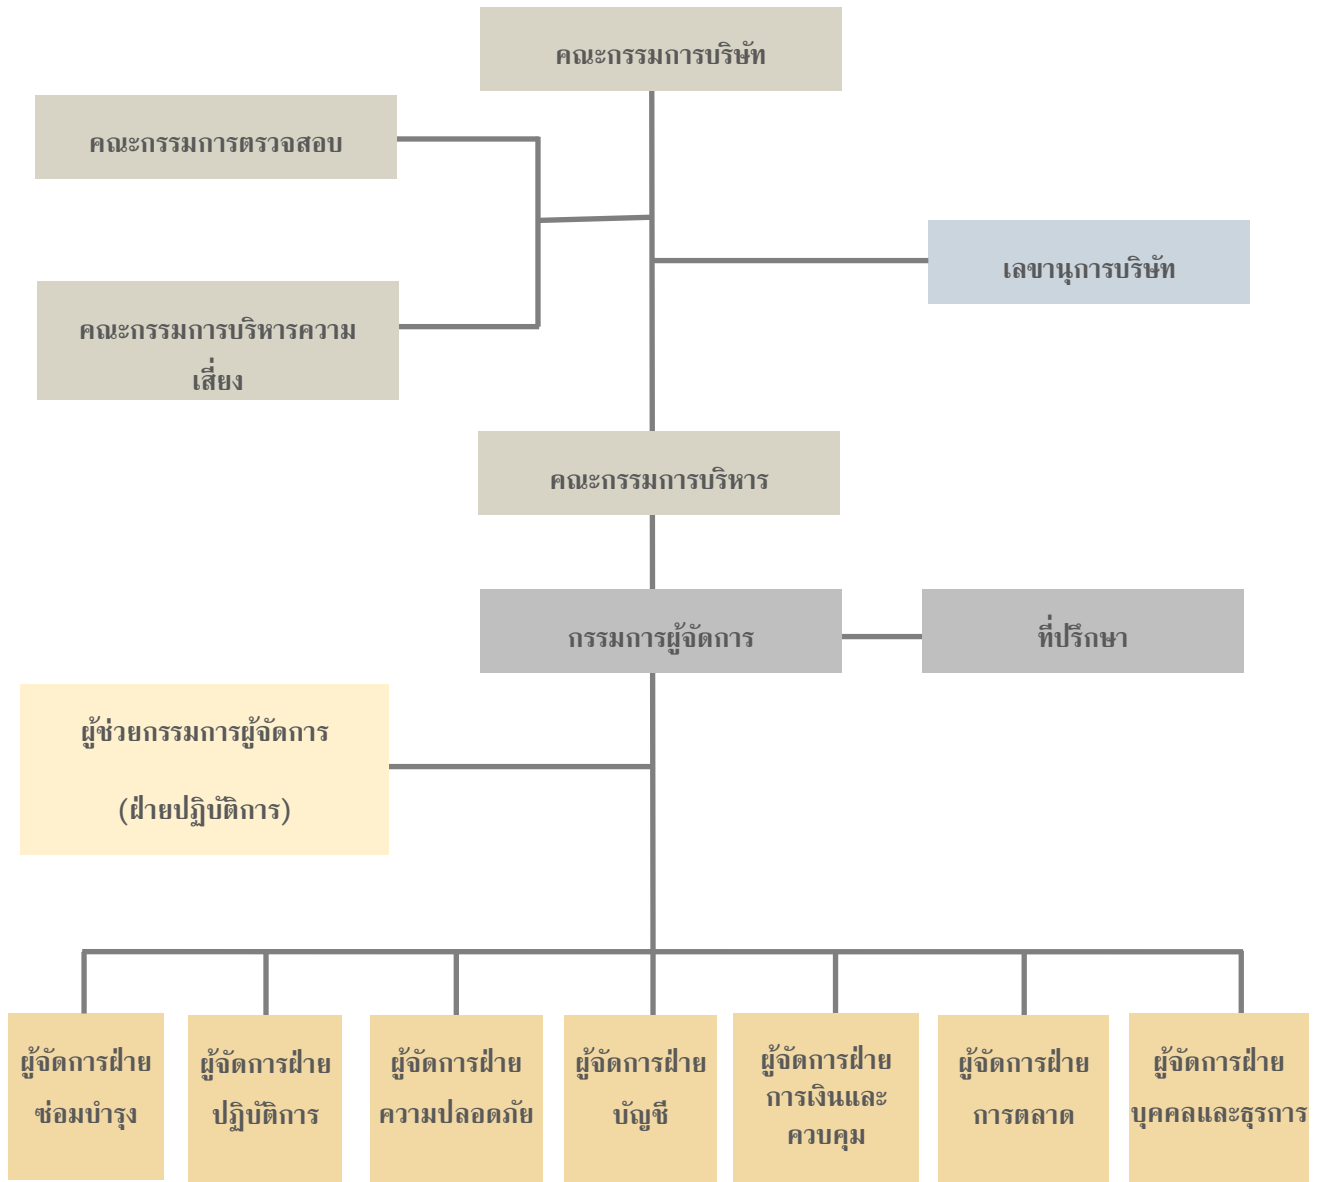 คณะกรรมการบริษัท
คณะกรรมการตรวจสอบ
เลขานุการบริษัท
คณะกรรมการบริหารความ
เสี่ยง
คณะกรรมการบริหาร
กรรมการผู้จัดการ
ที่ปรึกษา
ผู้ช่วยกรรมการผู้จัดการ
(ฝ่ายปฏิบัติการ)
ผู้จัดการฝ่าย
ซ่อมบำรุง
ผู้จัดการฝ่าย
ปฏิบัติการ
ผู้จัดการฝ่าย
ความปลอดภัย
ผู้จัดการฝ่าย
บัญชี
ผู้จัดการฝ่าย
การเงินและ
ควบคุม
ผู้จัดการฝ่าย
การตลาด
ผู้จัดการฝ่าย
บุคคลและธุรการ